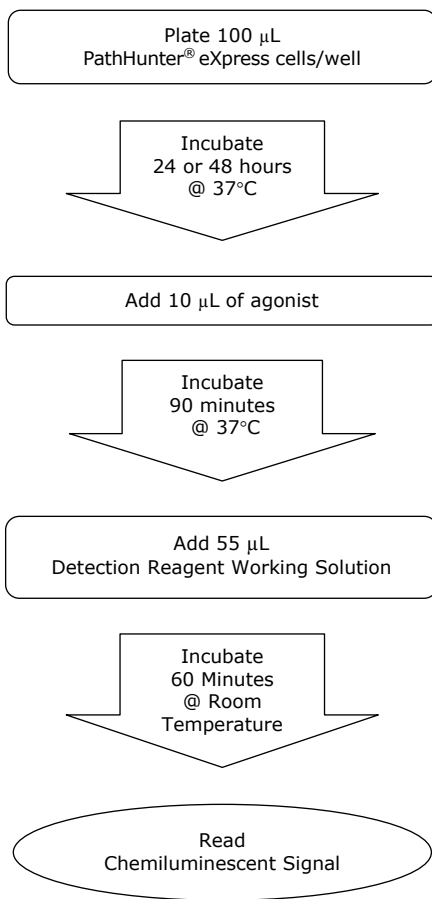 Plate 100 μL
PathHunter® eXpress cells/well
Incubate
24 or 48 hours
@ 37°C
Add 10 μL of agonist
Incubate
90 minutes
@ 37°C
Add 55 μL
Detection Reagent Working Solution
Incubate
60 Minutes
@ Room
Temperature
Read
Chemiluminescent Signal